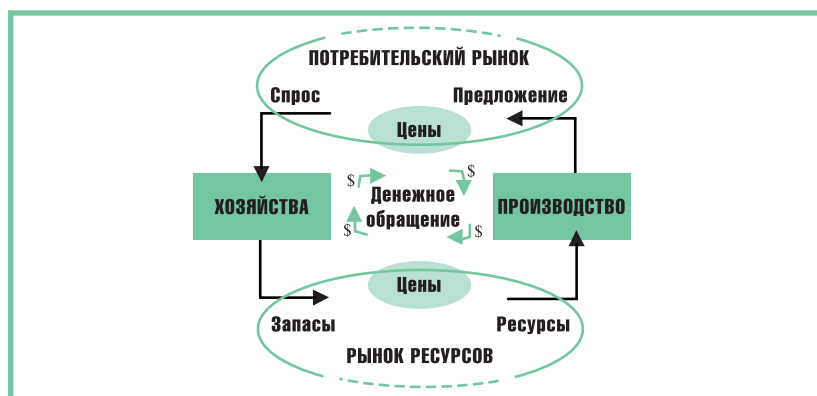 ПОТРЕБИТЕЛЬСКИЙ РЫНОК
Спрос
Предложение
Цены
$
$
Денежное
ХОЗЯЙСТВА
ПРОИЗВОДСТВО
обращение
$
$
Цены
Запасы
Ресурсы
РЫНОК РЕСУРСОВ